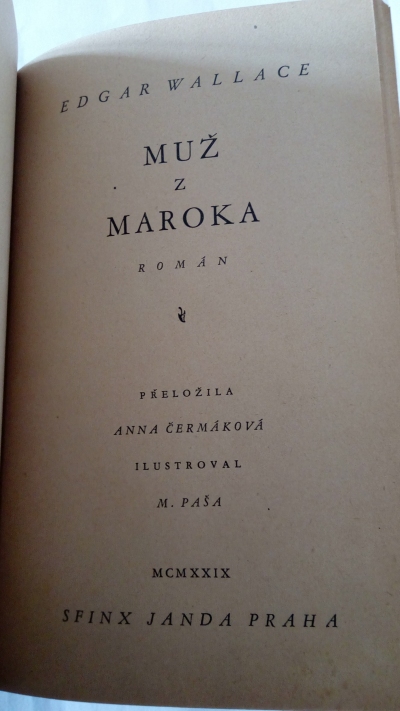 EDGAR WALLACE
MUŽ
Z
MAROKA
ROMÁN
PŘELOŽILA
ANNA ČERMÁKOVÁ
ILUSTROVAL
M. PAŠA
MCMXXIX
SFINX JANDA PRAHA